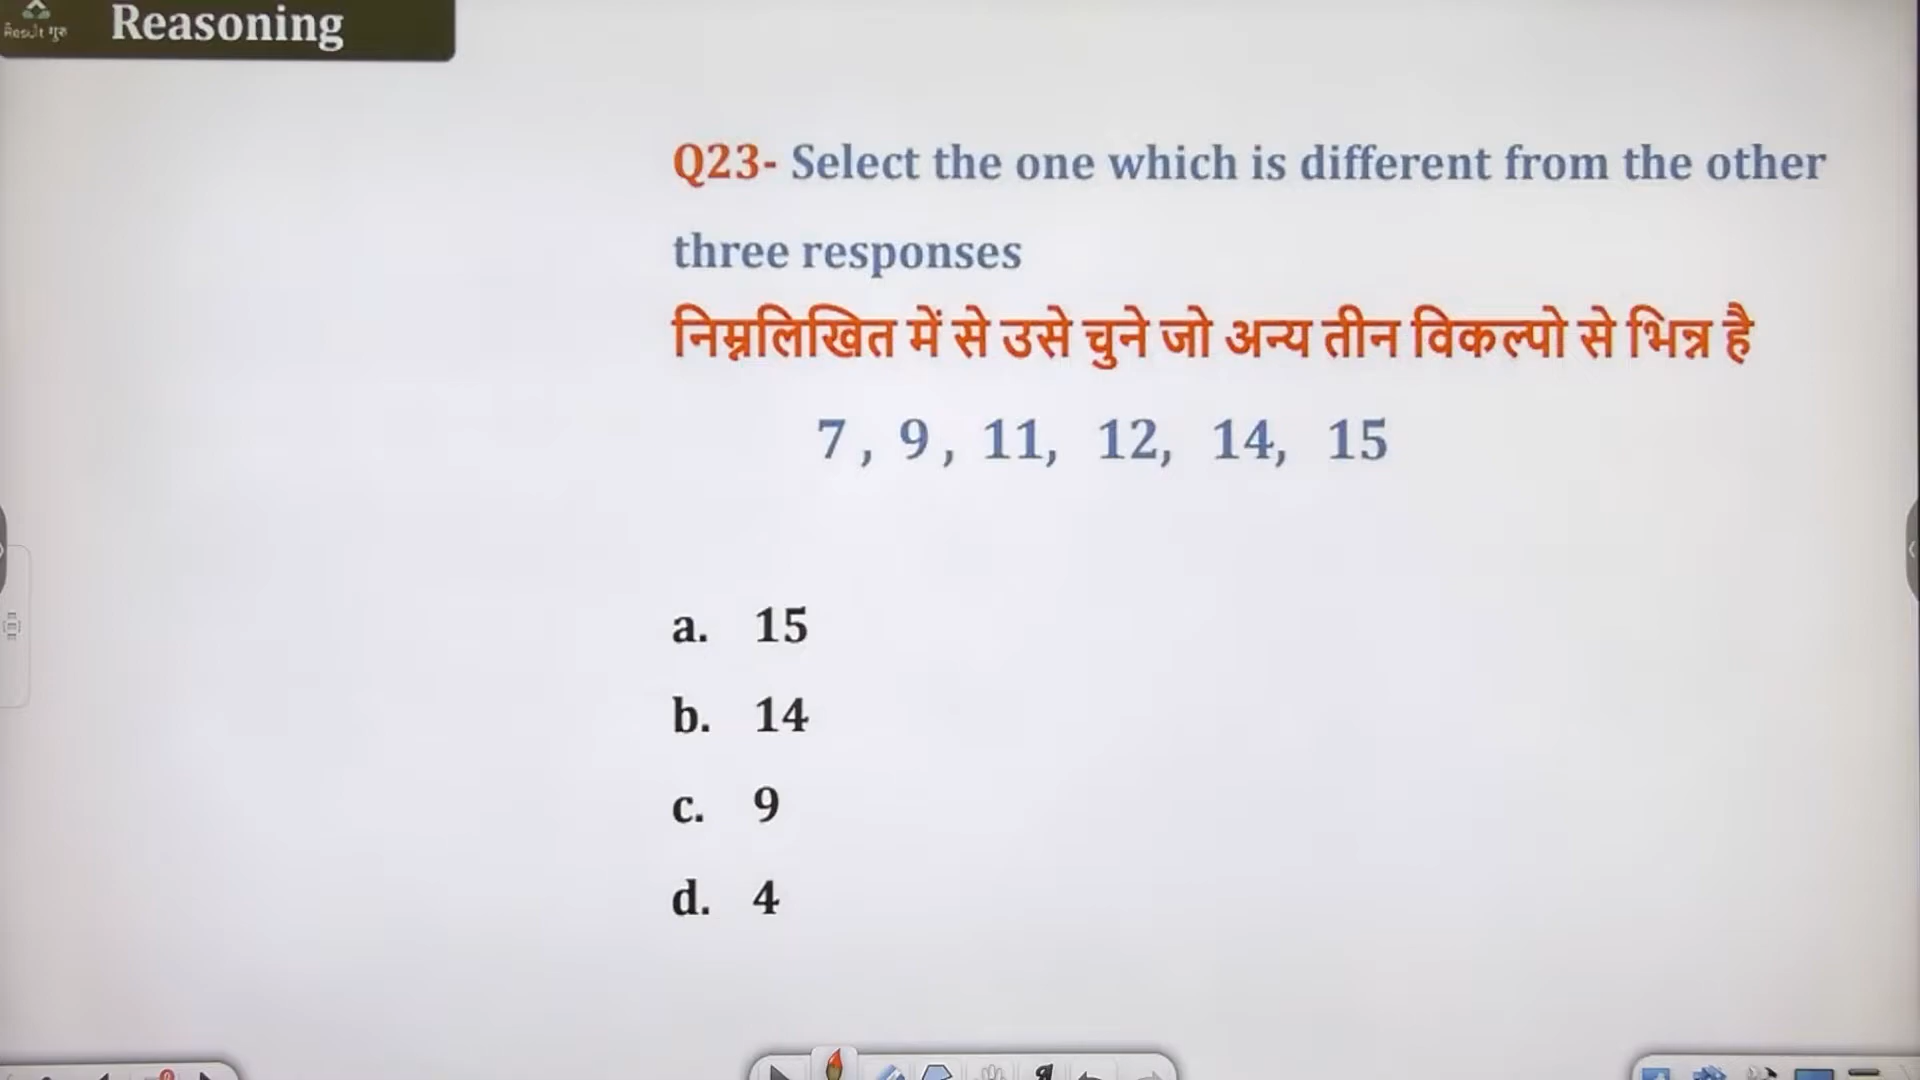 Result गुरु
Reasoning
Q23- Select the one which is different from the other
three responses
निम्नलिखित में से उसे चुने जो अन्य तीन विकल्पो से भिन्न है
7 , 9 , 11, 12, 14, 15
a. 15
b. 14
c. 9
d. 4